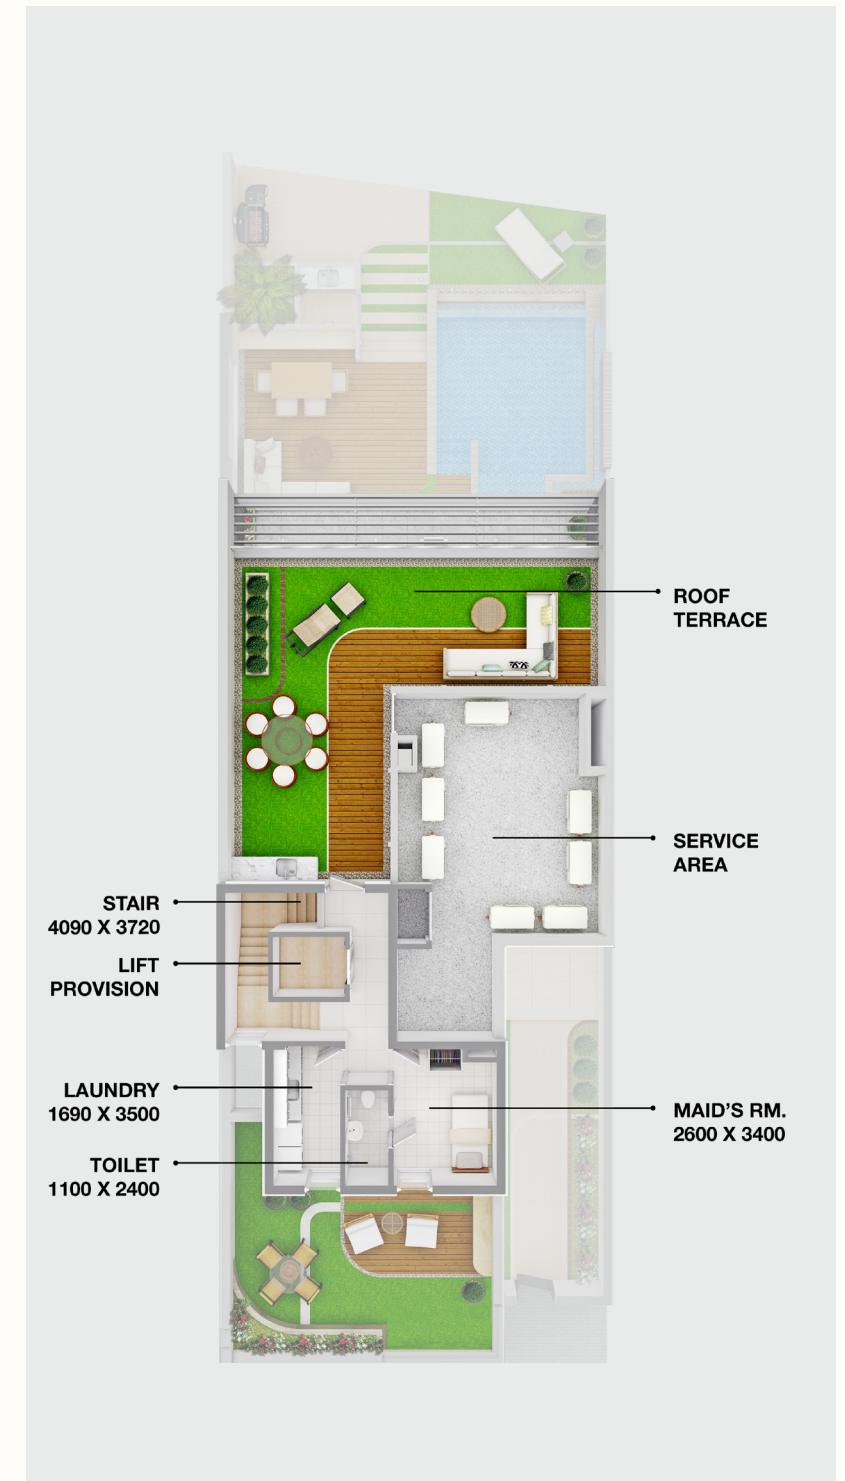 ROOF
TERRACE
SERVICE
AREA
STAIR
4090 X 3720
LIFT
PROVISION
LAUNDRY
1690 X 3500
MAID'S RM.
2600 X 3400
TOILET
1100 X 2400